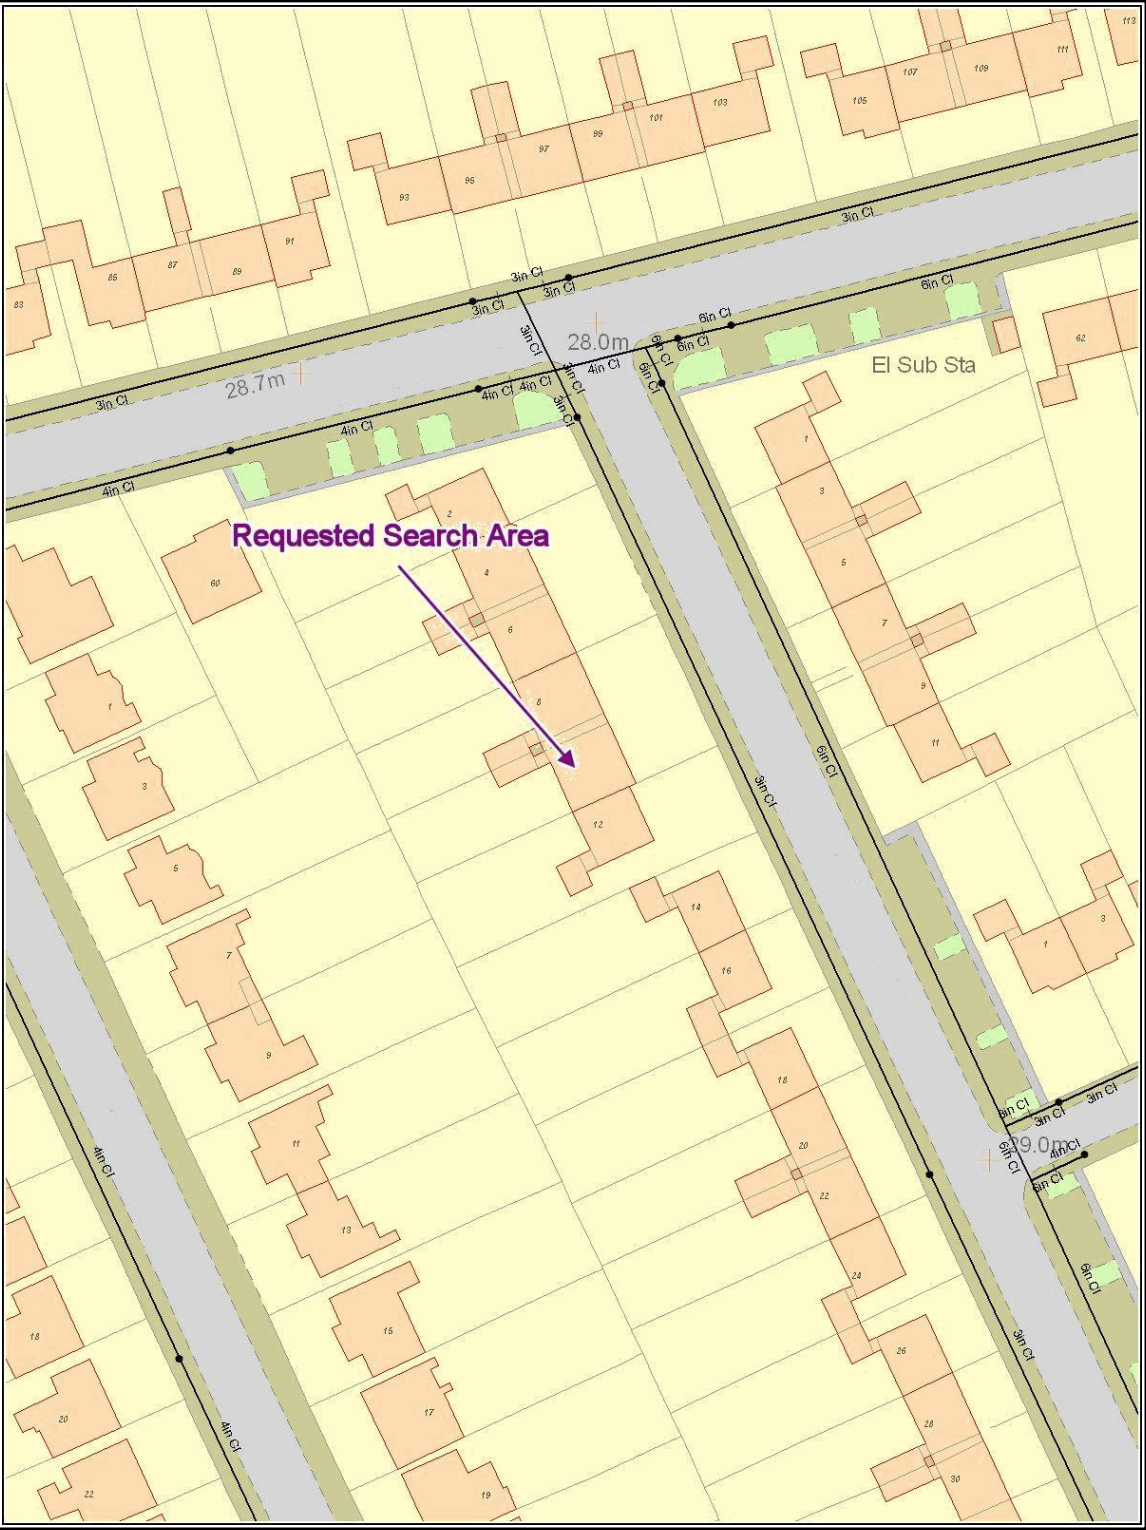 113
111
109
107
105
103
101
99
97
95
93
91
89
87
85
83
3in CI
3in CI
3in CI
3in CI
3in CI
3in CI
28.0m
28.7m
6in CI
6in CI
6in CI
6in CI
6in CI
4in CI
4in CI
4in CI
4in CI
4in CI
3in CI
3in CI
El Sub Sta
62
1
3
5
7
9
11
2
Requested Search Area
4
6
8
12
60
1
3
5
7
9
11
13
15
17
19
6in CI
3in CI
14
16
18
20
22
24
26
28
30
1
3
3in CI
3in CI
3in CI
29.0m
4in CI
6in CI
6in CI
6in CI
3in CI
4in CI
4in CI
18
20
22